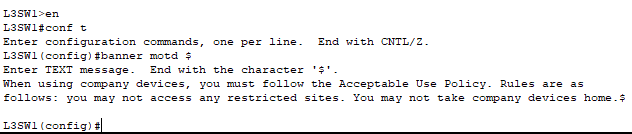 L3SW1>en
L3SW1#conf t
Enter configuration commands, one per line.  End with CNTL/Z.
L3SW1(config)#banner motd $
Enter TEXT message.  End with the character '$'.
When using company devices, you must follow the Acceptable Use Policy. Rules are as
follows: you may not access any restricted sites. You may not take company devices home.$
L3SW1(config)#